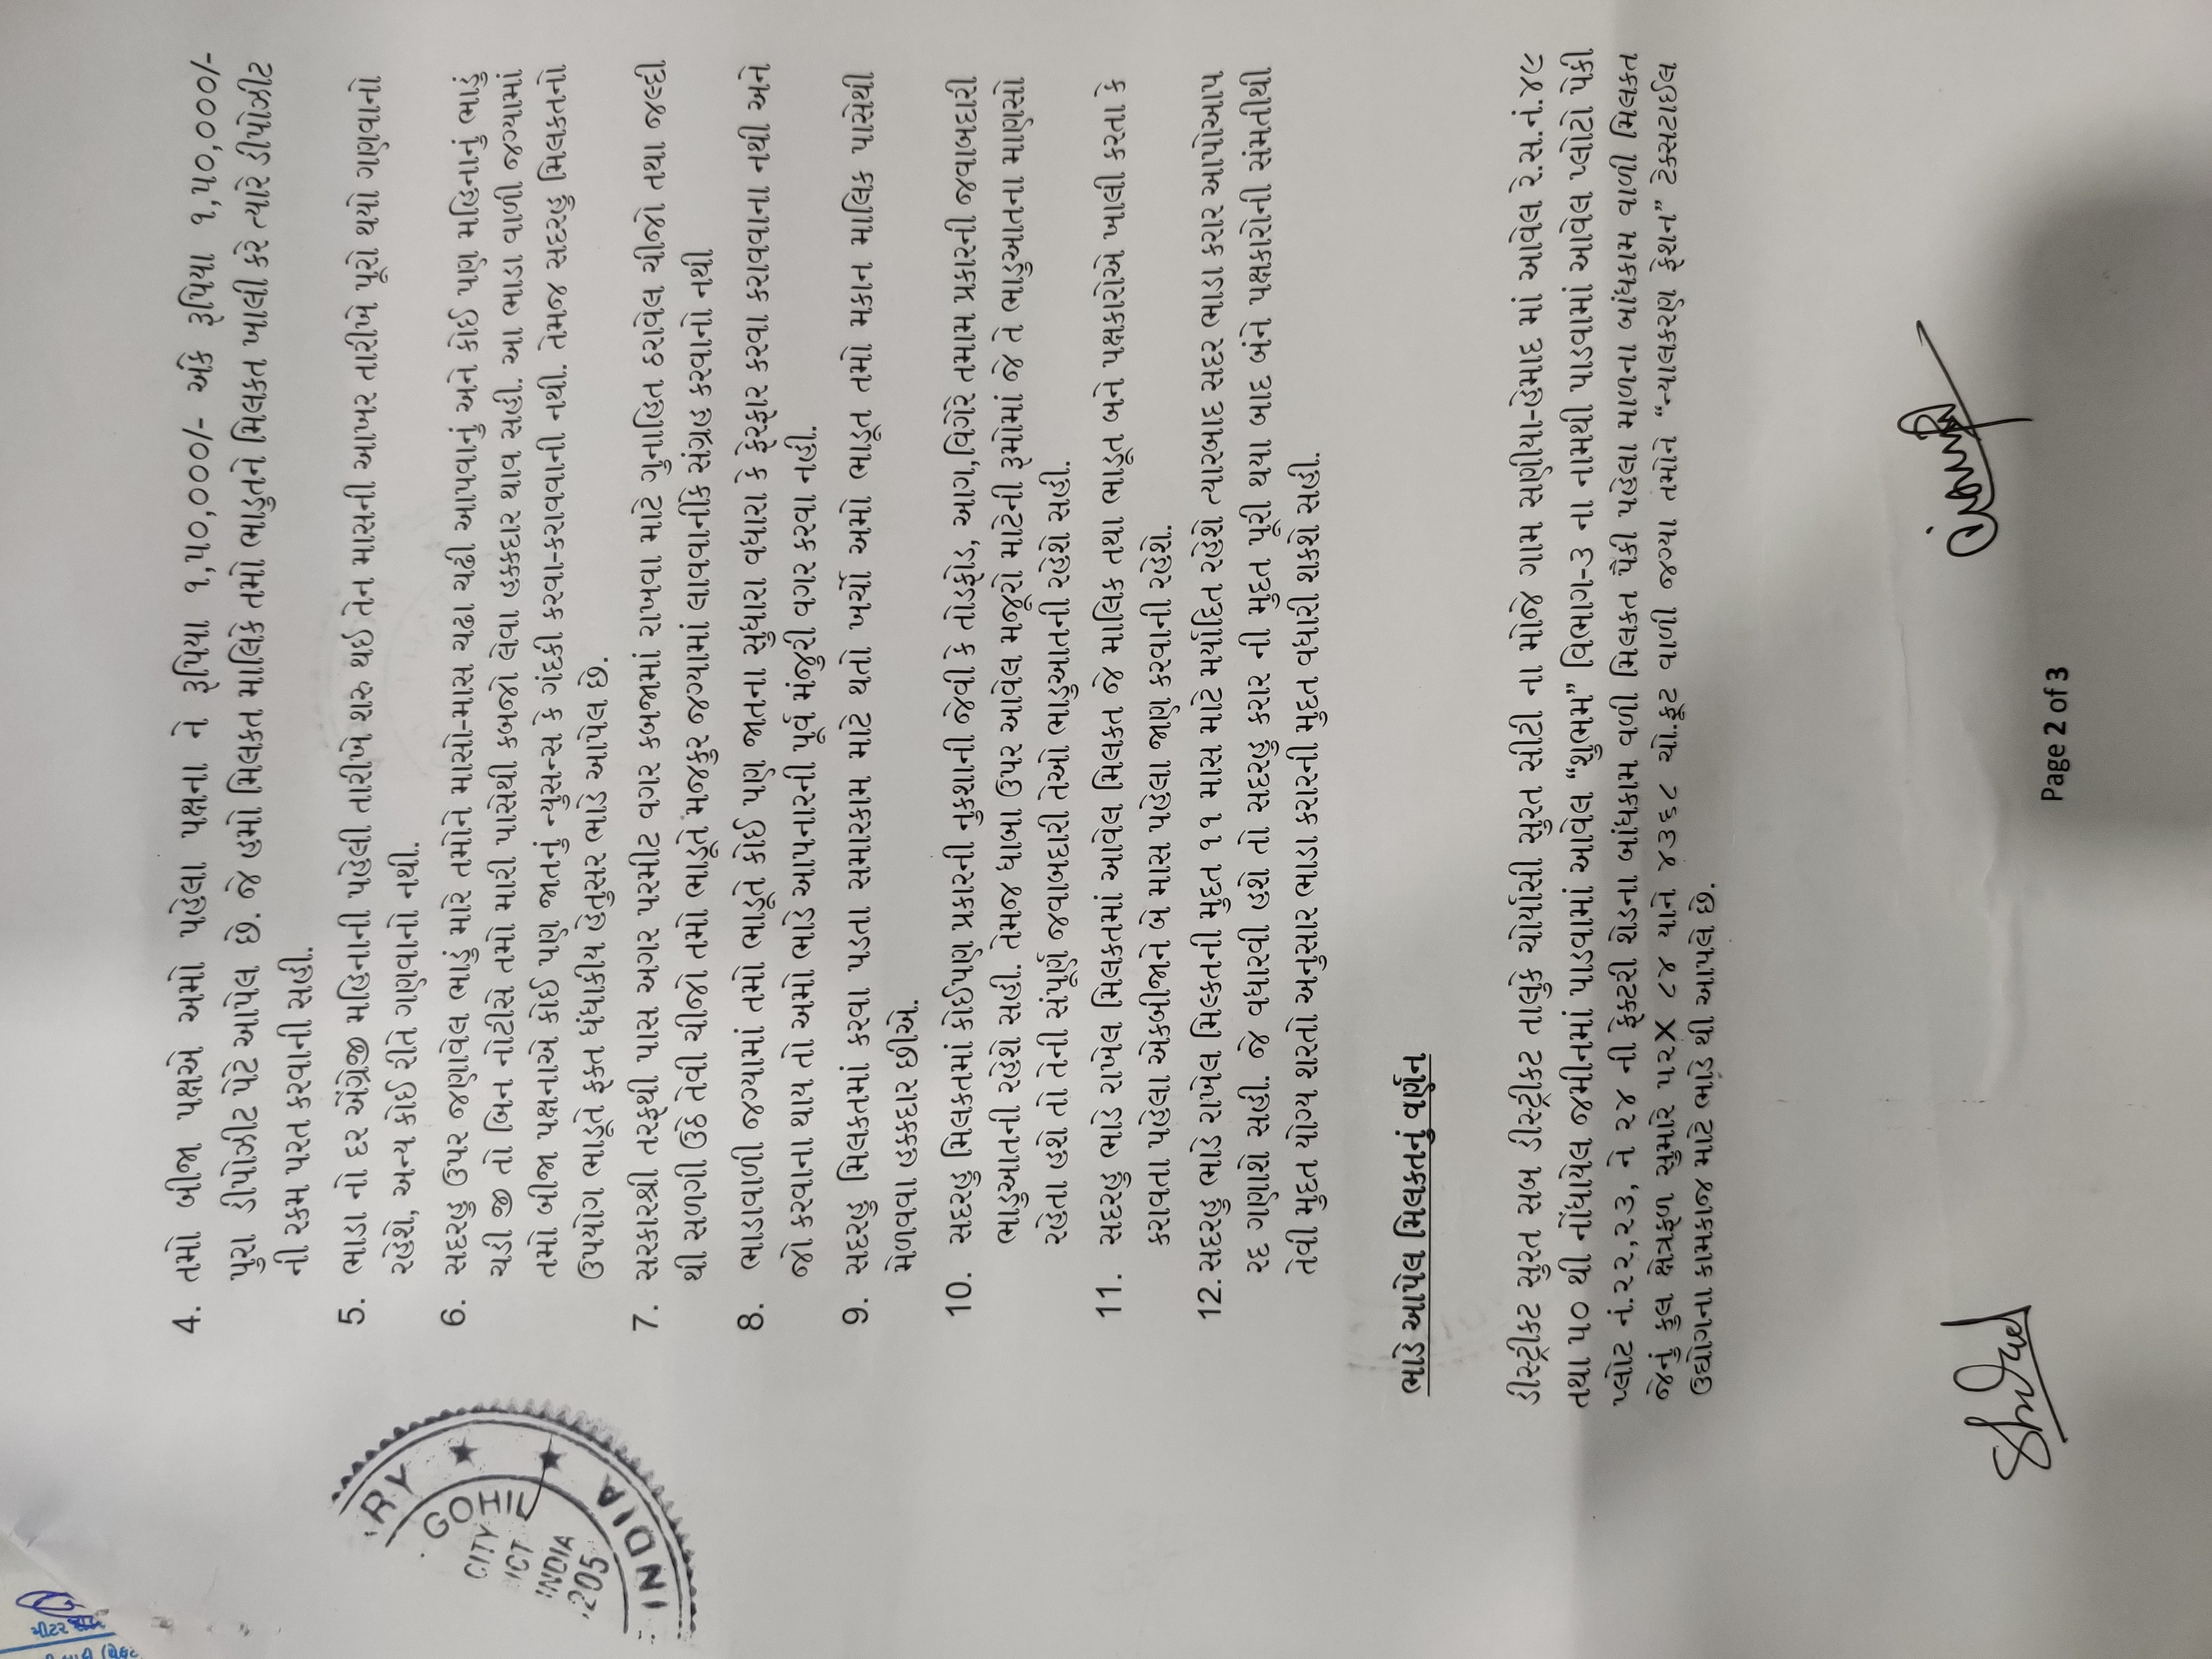 4. તમો બીજા પક્ષએ અમો પહેલા પક્ષના ને રૂપિયા ૧,૫૦,૦૦૦/- અંકે રૂપિયા ૧,૫૦,૦૦૦/-
પુરા ડીપોઝીટ પેટે આપેલ છે. જે હમો મિલકત માલિકે તમો ભાડુતને મિલકત ખાલી કરે ત્યારે ડીપોઝીટ
ની રકમ પરત કરવાની સહી.
5. ભાડા નો દર અંગ્રેજી મહિનાની પહેલી તારીખે શરુ થઇ તેન માસની આખર તારીખે પૂરો થયો ગણવાનો
રહેશે, અન્ય કોઈ રીતે ગણવાનો નથી.
6. સદરહુ ઉપર જણાવેલ ભાડું મારે તમોને માસો-માસ ચઢા ચઢી આપવાનું અને કોઈ પણ મહિનાનું ભાડું
ચડી જી તો બિન નોટીસે તમો મારી પાસેથી કબજો લેવા હક્કદાર થાવ સહી. આ ભાડા વાળી જગ્યામાં
તમો બીજા પક્ષનાએ કોઈ પણ જાતનું ન્યુસન્સ કે ગંદકી કરવા-કરાવવાની નથી. તેમજ સદરહુ મિલકતનો
ઉપયોગ ભાડૂતે ફક્ત ધંધાકીય હેતુસર ભાડે આપેલ છે.
7. સરકારશ્રી તરફથી પાસ અગર પરમીટ વગર કબજામાં રાખવા માટે ગુનાહિત ઠરાવેલ ચીજો તથા જલ્દી
થી સળગી ઉઠે તેવી ચીજો તમો ભાડૂતે મજકુર જગ્યામાં લાવવાનીકે સંગ્રહ કરવાનો નથી
8. ભાડાવાળી જગ્યામાં તમો ભાડૂતે કોઈ પણ જાતના સુધારા વધારા કે ફેરફાર કરવા કરાવવાના નથી અને
જો કરવાના થાય તો અમો ભાડે આપનારની પૂર્વ મંજુરી વગર કરવા નહી.
9. સદરહુ મિલકતમાં કરવા પડતા સમારકામ માટે થતો ખર્ચો અમો ભાડૂત તમો મકાન માલિક પાસેથી
મેળવવા હક્કદાર છીએ.
10. સદરહુ મિલકતમાં કોઈપણ પ્રકારની નુકશાની જેવી કે તોડફોડ, આગ,વિગેરે તમામ પ્રકારની જવાબદારી
ભાડુઆતની રહેશે સહી. તેમજ ધાબા ઉપર આવેલ મજૂરો માટેની રૂમોમાં જે તે ભાડુઆતના માણસો
રહેતા હશે તો તેની સંપૂર્ણ જવાબદારી તેઓ ભાડુઆતની રહેશે સહી.
11. સદરહુ ભાડે રાખેલ મિલકતમાં આવેલ મિલકત જે માલિક તથા ભાડૂત બને પક્ષકારોએ ખાલી કરતા કે
કરાવતા પહેલા એકબીજાને બે માસ પહેલા જાણ કરવાની રહેશે.
12. સદરહુ ભાડે રાખેલ મિલ્કતની મુદત ૧૧ માસ માટે મર્યાદિત રહેશે ત્યારબાદ સદર ભાડા કરાર આપોઆપ
રદ ગણાશે સહી. જે વધારવી હશે તો સદરહુ કરાર ની મુદત પૂરી થયા બાદ બંને પક્ષકારોની સંમતીથી
તેવી મુદત યોગ્ય શરતો અનુસાર ભાડા કરારની મુદત વધારી શકશે સહી.
ભાડે આપેલ મિલકતનું વર્ણન
ડીસ્ટ્રીકટ સુરત સબ ડીસ્ટ્રીકટ તાલુકે ચોર્યાસી સુરત સીટી ના મોજે ગામ સણીયા-હેમાદ માં આવેલ રે.સ.નં.૪૯
તથા ૫૦ થી નોંધાયેલ જમીનમાં પાડવામાં આવેલ "શુભમ" વિભાગ-૩ ના નામથી પાડવામાં આવેલ પ્લોટો પેકી
પ્લોટ નં.૨૨,૨૩, ને ૨૪ ની ફેક્ટરી શેડના બાંધકામ વળી મિલકત પૈકી પહેલા માળના બાંધકામ વાળી મિલકત
જેનું કુલ ક્ષેત્રફળ સુમારે ૫૨X ૮૪ યાને ૪૩૬૮ ચો.ફૂટ વાળી જગ્યા તમોને "ન્યાલકરણ ફેશન" ટેક્સટાઈલ
ઉદ્યોગના કામકાજ માટે ભાડે થી આપલે છે.
Page 2 of 3
GOHIL
CITY
INDIA
INDIA
મીટર